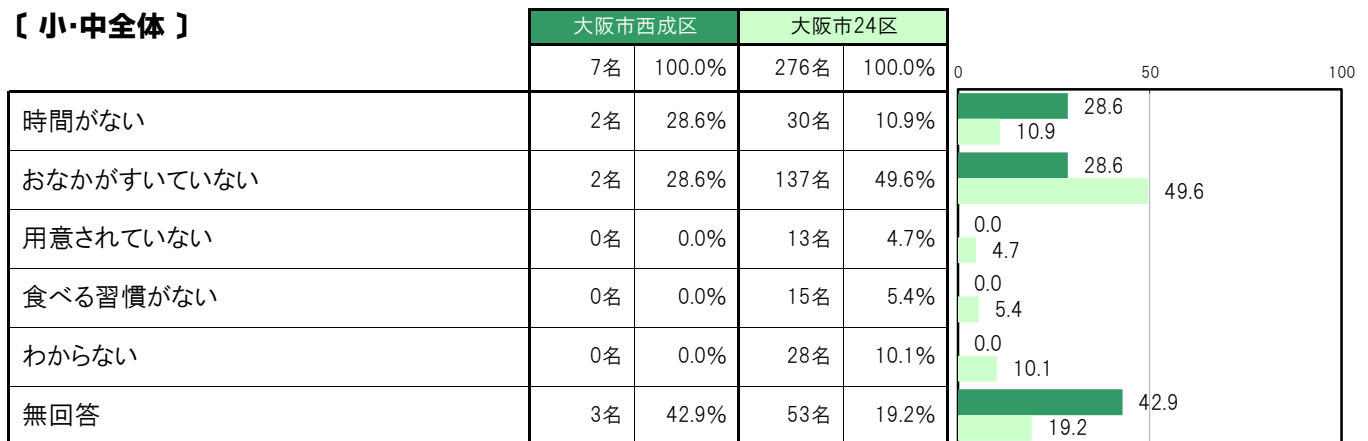 〔 小・中全体 〕
大阪市西成区 大阪市24区
7名 100.0% 276名 100.0%
0 50 100
時間がない 2名 28.6% 30名 10.9%
28.6
10.9
おなかがすいていない 2名 28.6% 137名 49.6%
28.6
49.6
用意されていない 0名 0.0% 13名 4.7%
0.0
4.7
食べる習慣がない 0名 0.0% 15名 5.4%
0.0
5.4
わからない 0名 0.0% 28名 10.1%
0.0
10.1
無回答 3名 42.9% 53名 19.2%
42.9
19.2